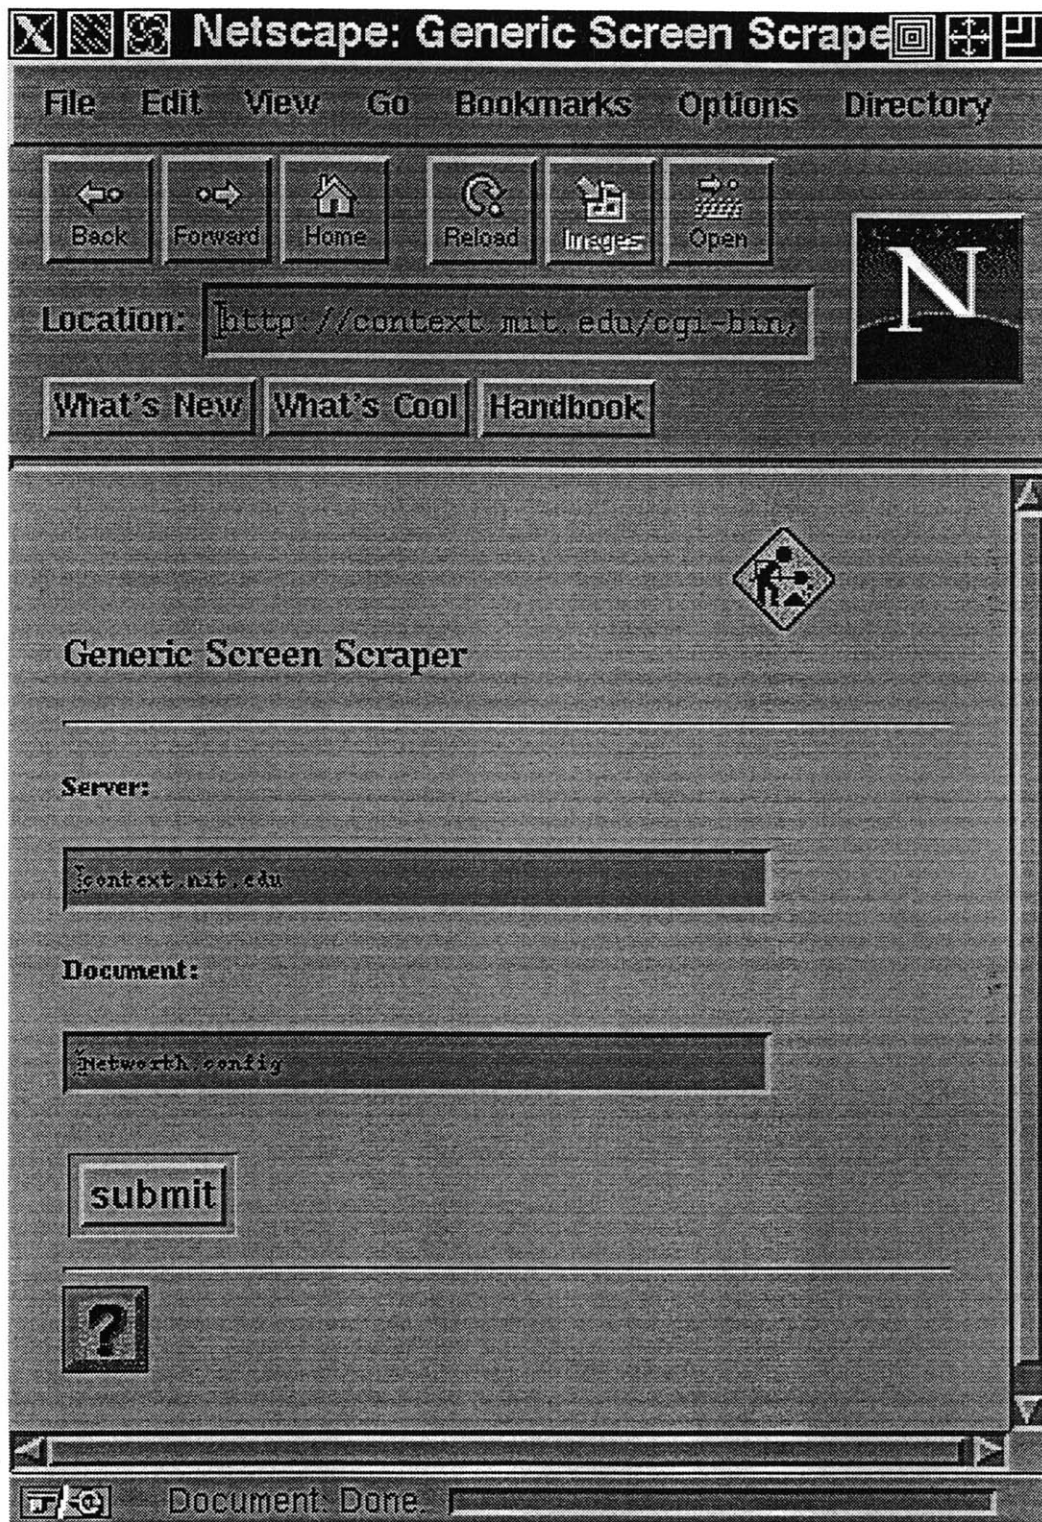 Netscape: Generic Screen Scrape
File Edit View Go Bookmarks Options Directory
Back Forward Home Reload Images Open
N
Location: http://context.mit.edu/cgi-bin/
What's New What's Cool Handbook
Generic Screen Scraper
Server:
context.mit.edu
Document:
Networth.config
submit
?
Document: Done.